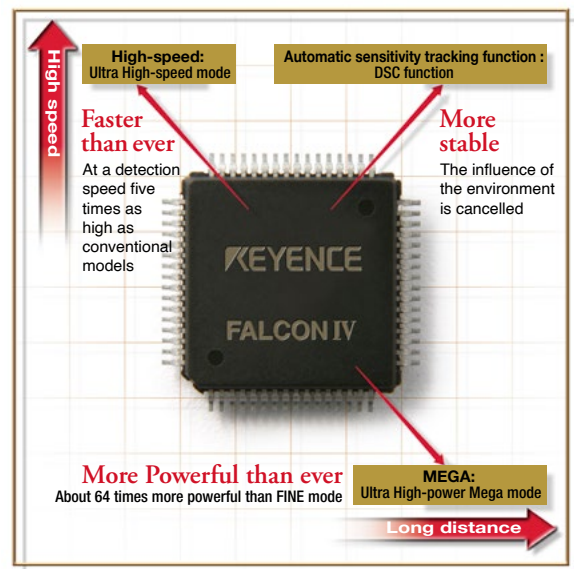 High speed
High-speed:
Ultra High-speed mode
Automatic sensitivity tracking function :
DSC function
Faster
than ever
At a detection
speed five
times as
high as
conventional
models
More
stable
The influence of
the environment
is cancelled
KEYENCE
FALCON IV
More Powerful than ever
About 64 times more powerful than FINE mode
MEGA:
Ultra High-power Mega mode
Long distance